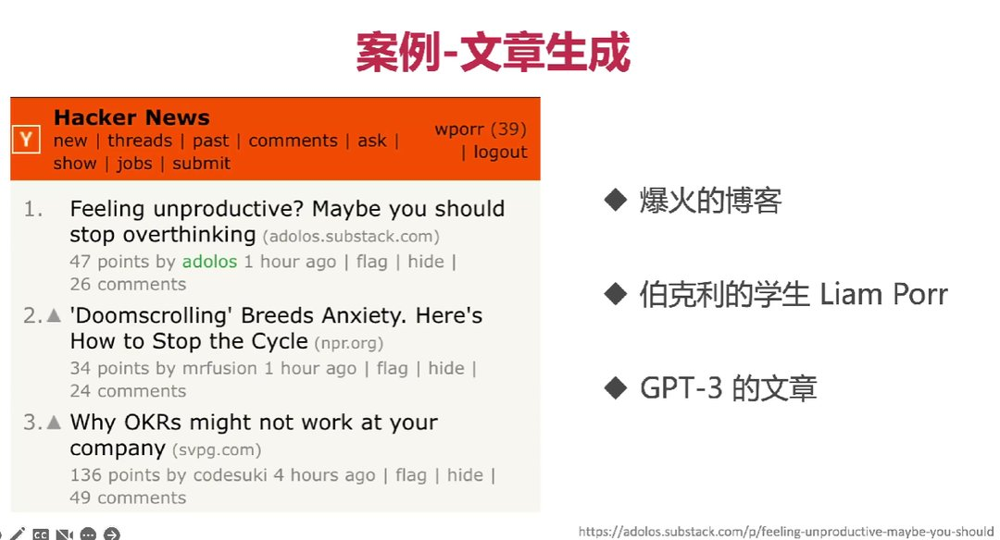 案例-文章生成
Y
Hacker News
new | threads | past | comments | ask |
show | jobs | submit
wporr (39)
| logout
1. Feeling unproductive? Maybe you should
stop overthinking (adolos.substack.com)
47 points by adolos 1 hour ago | flag | hide |
26 comments
2. 'Doomscrolling' Breeds Anxiety. Here's
How to Stop the Cycle (npr.org)
34 points by mrfusion 1 hour ago | flag | hide |
24 comments
3. Why OKRs might not work at your
company (svpg.com)
136 points by codesuki 4 hours ago | flag | hide |
49 comments
◆ 爆火的博客
◆ 伯克利的学生 Liam Porr
◆ GPT-3 的文章
CC
https://adolos.substack.com/p/feeling-unproductive-maybe-you-should